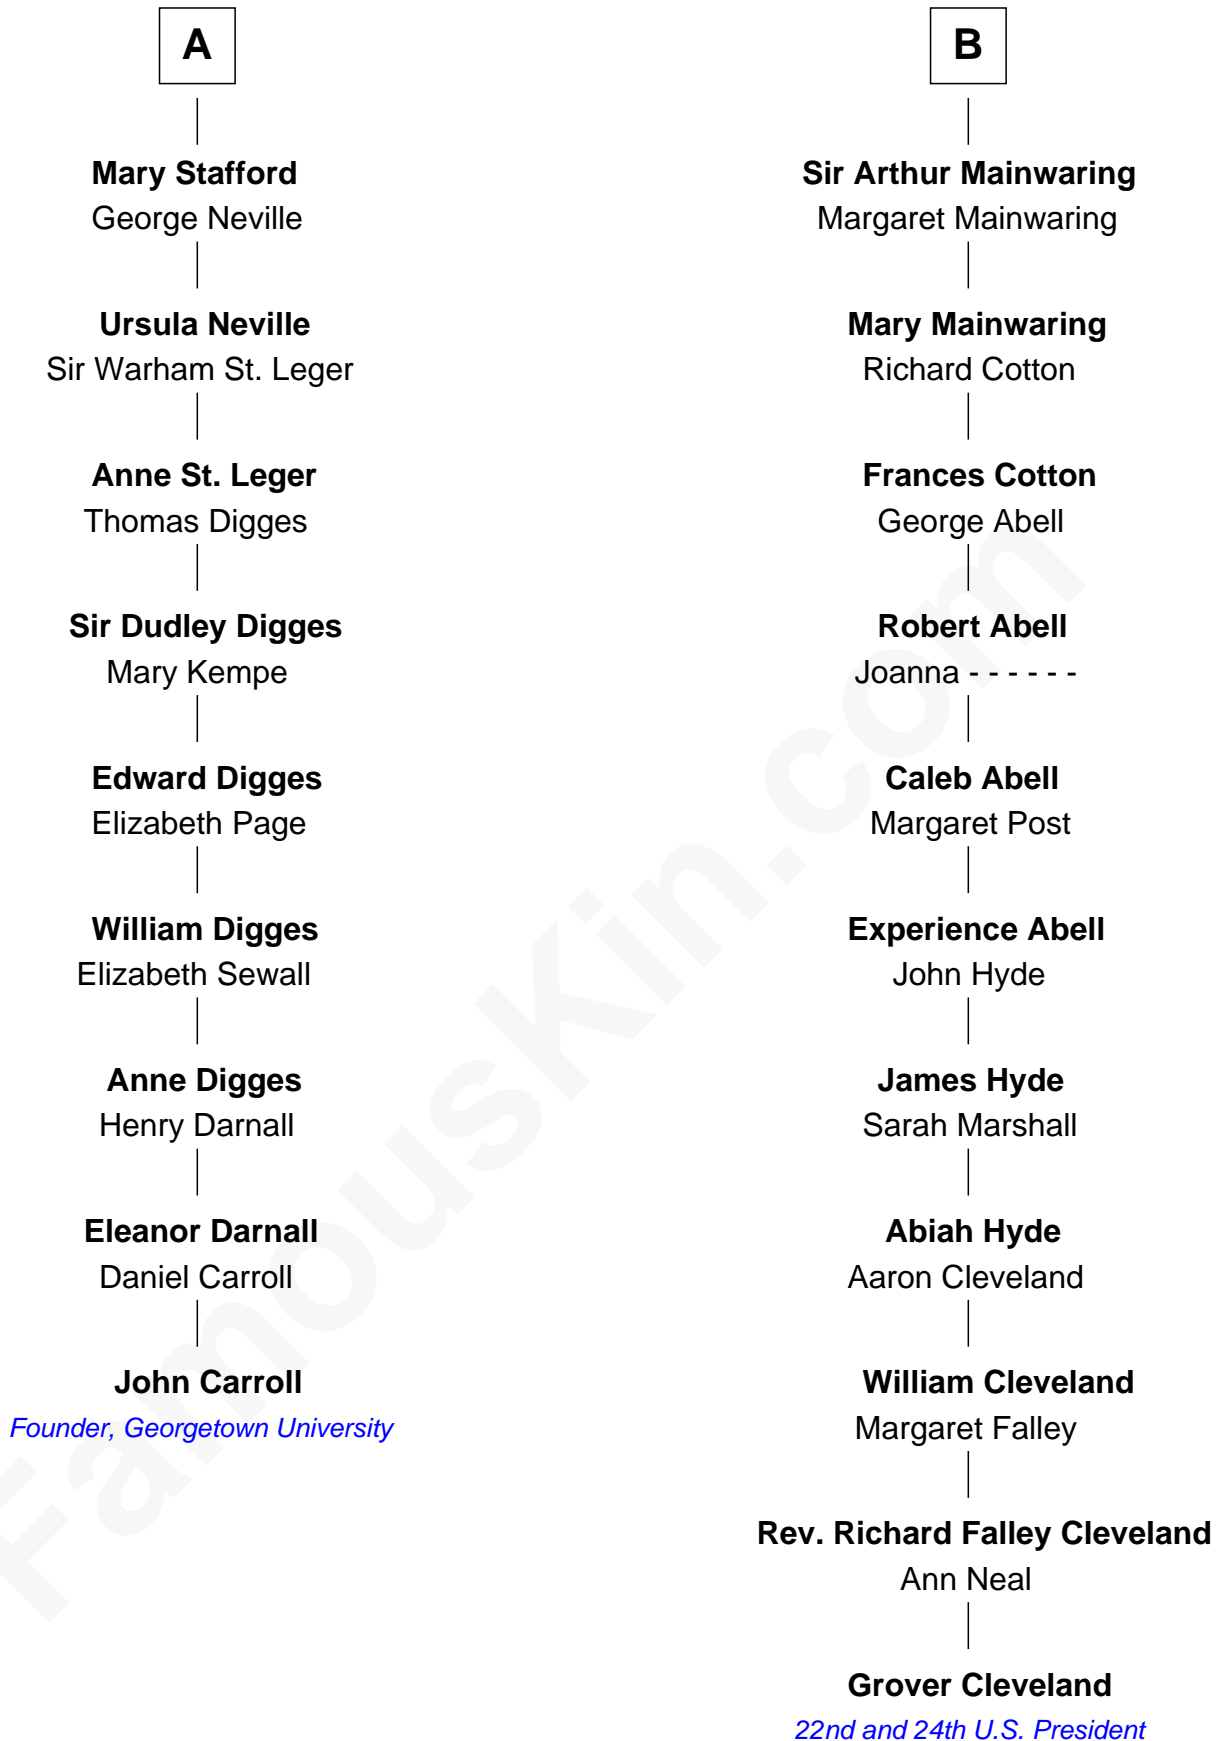 A
Mary Stafford
George Neville
Ursula Neville
Sir Warham St. Leger
Anne St. Leger
Thomas Digges
Sir Dudley Digges
Mary Kempe
Edward Digges
Elizabeth Page
William Digges
Elizabeth Sewall
Anne Digges
Henry Darnall
Eleanor Darnall
Daniel Carroll
John Carroll
Founder, Georgetown University
B
Sir Arthur Mainwaring
Margaret Mainwaring
Mary Mainwaring
Richard Cotton
Frances Cotton
George Abell
Robert Abell
Joanna - - - - - -
Caleb Abell
Margaret Post
Experience Abell
John Hyde
James Hyde
Sarah Marshall
Abiah Hyde
Aaron Cleveland
William Cleveland
Margaret Falley
Rev. Richard Falley Cleveland
Ann Neal
Grover Cleveland
22nd and 24th U.S. President
FamousKin.com